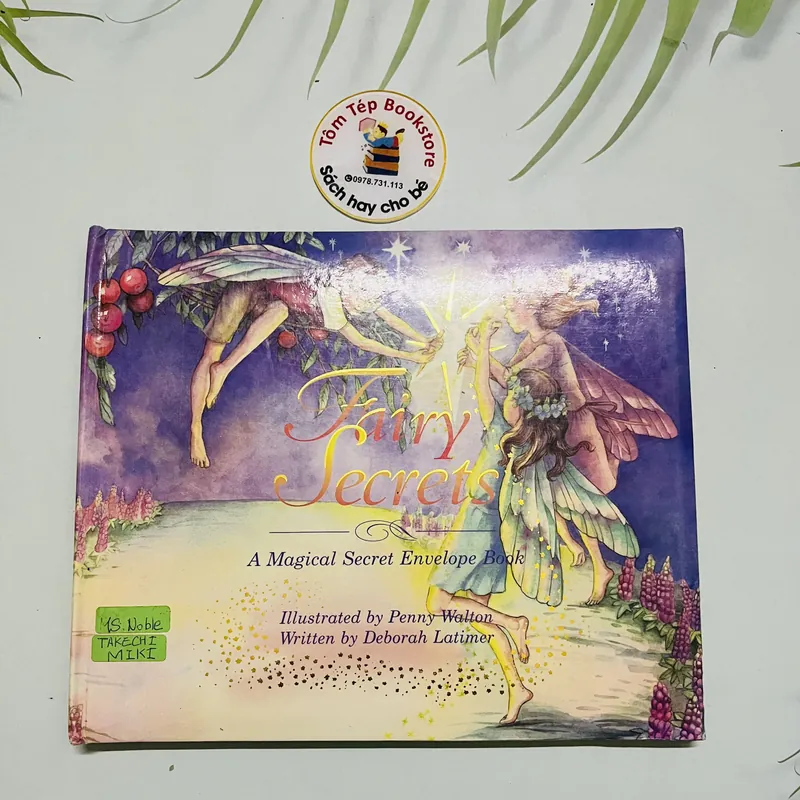 Tôm Tép Bookstore
0978.731.113
Sách hay cho bé
Fairy
Secrets
A Magical Secret Envelope Book
Illustrated by Penny Walton
Written by Deborah Latimer
MS. Noble
TAKECHI
MIKI